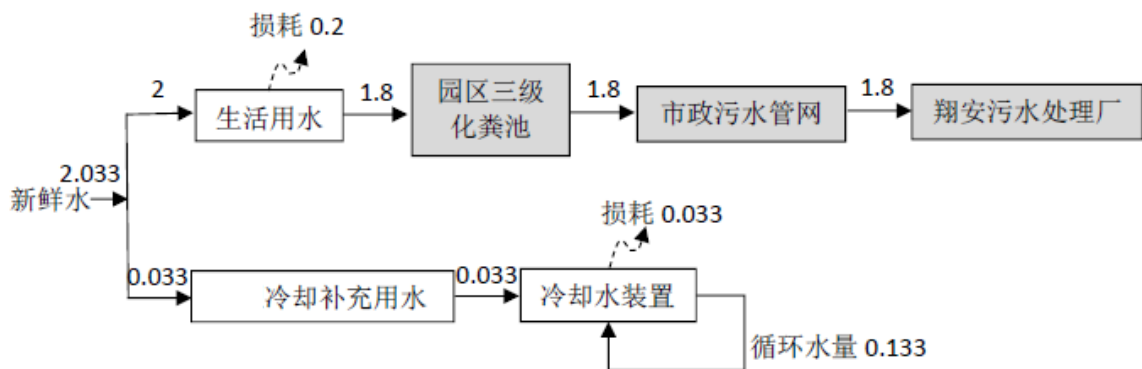 损耗 0.2
2
生活用水
1.8
园区三级
化粪池
1.8
市政污水管网
1.8
翔安污水处理厂
2.033
新鲜水
损耗 0.033
0.033
冷却补充用水
0.033
冷却水装置
循环水量 0.133